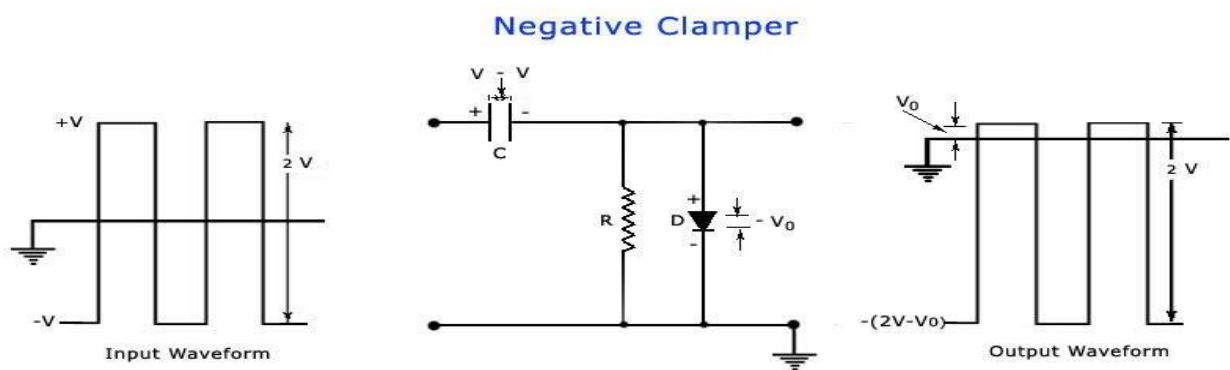 Negative Clamper
+V
2 V
-V
Input Waveform
V - V
+ -
C
R
D
+
-
- V₀
V₀
2 V
-(2V-V₀)
Output Waveform